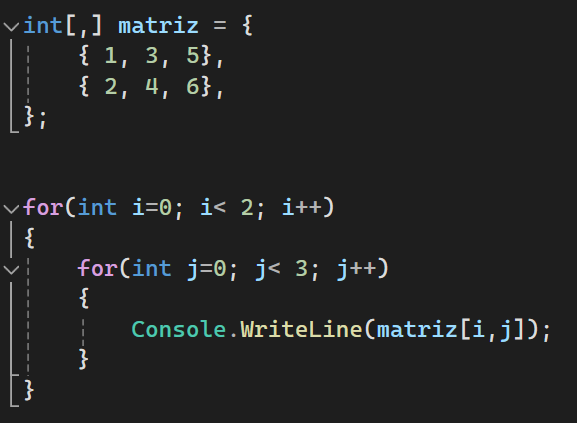 int[,] matriz = {
    { 1, 3, 5},
    { 2, 4, 6},
};
for(int i=0; i< 2; i++)
{
    for(int j=0; j< 3; j++)
    {
        Console.WriteLine(matriz[i,j]);
    }
}